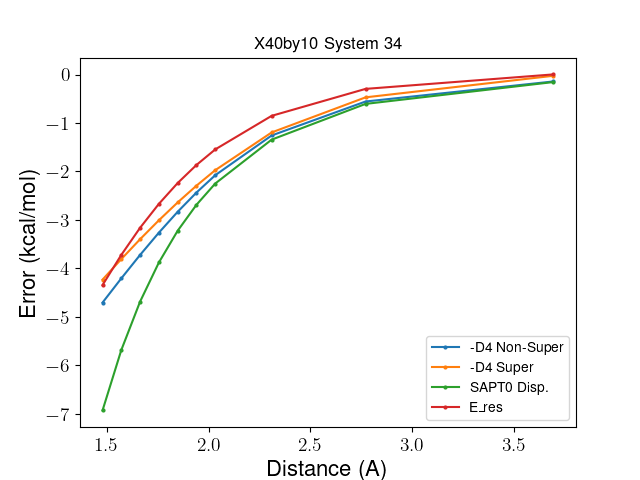 X40by10 System 34
Error (kcal/mol)
0
−1
−2
−3
−4
−5
−6
−7
-D4 Non-Super
-D4 Super
SAPT0 Disp.
E_res
1.5 2.0 2.5 3.0 3.5
Distance (A)